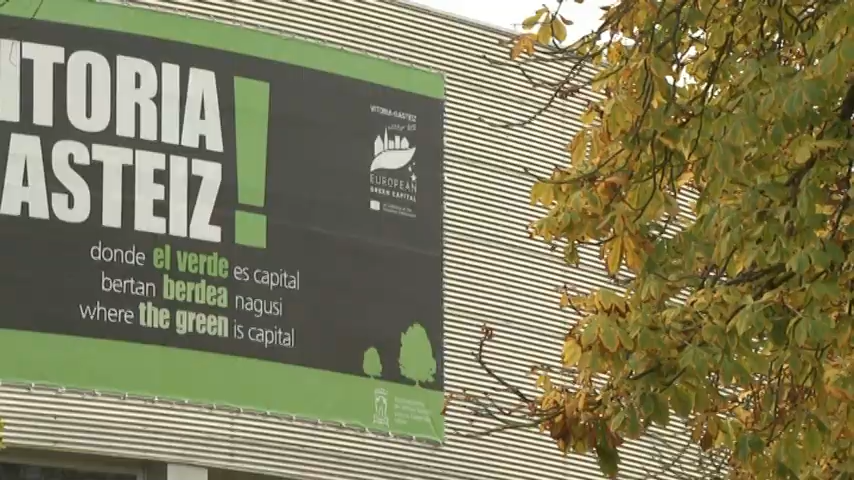 ITORIA
ASTEIZ!
donde el verde es capital
bertan berdea nagusi
where the green is capital
VITORIA-GASTEIZ
EUROPEAN
GREEN CAPITAL